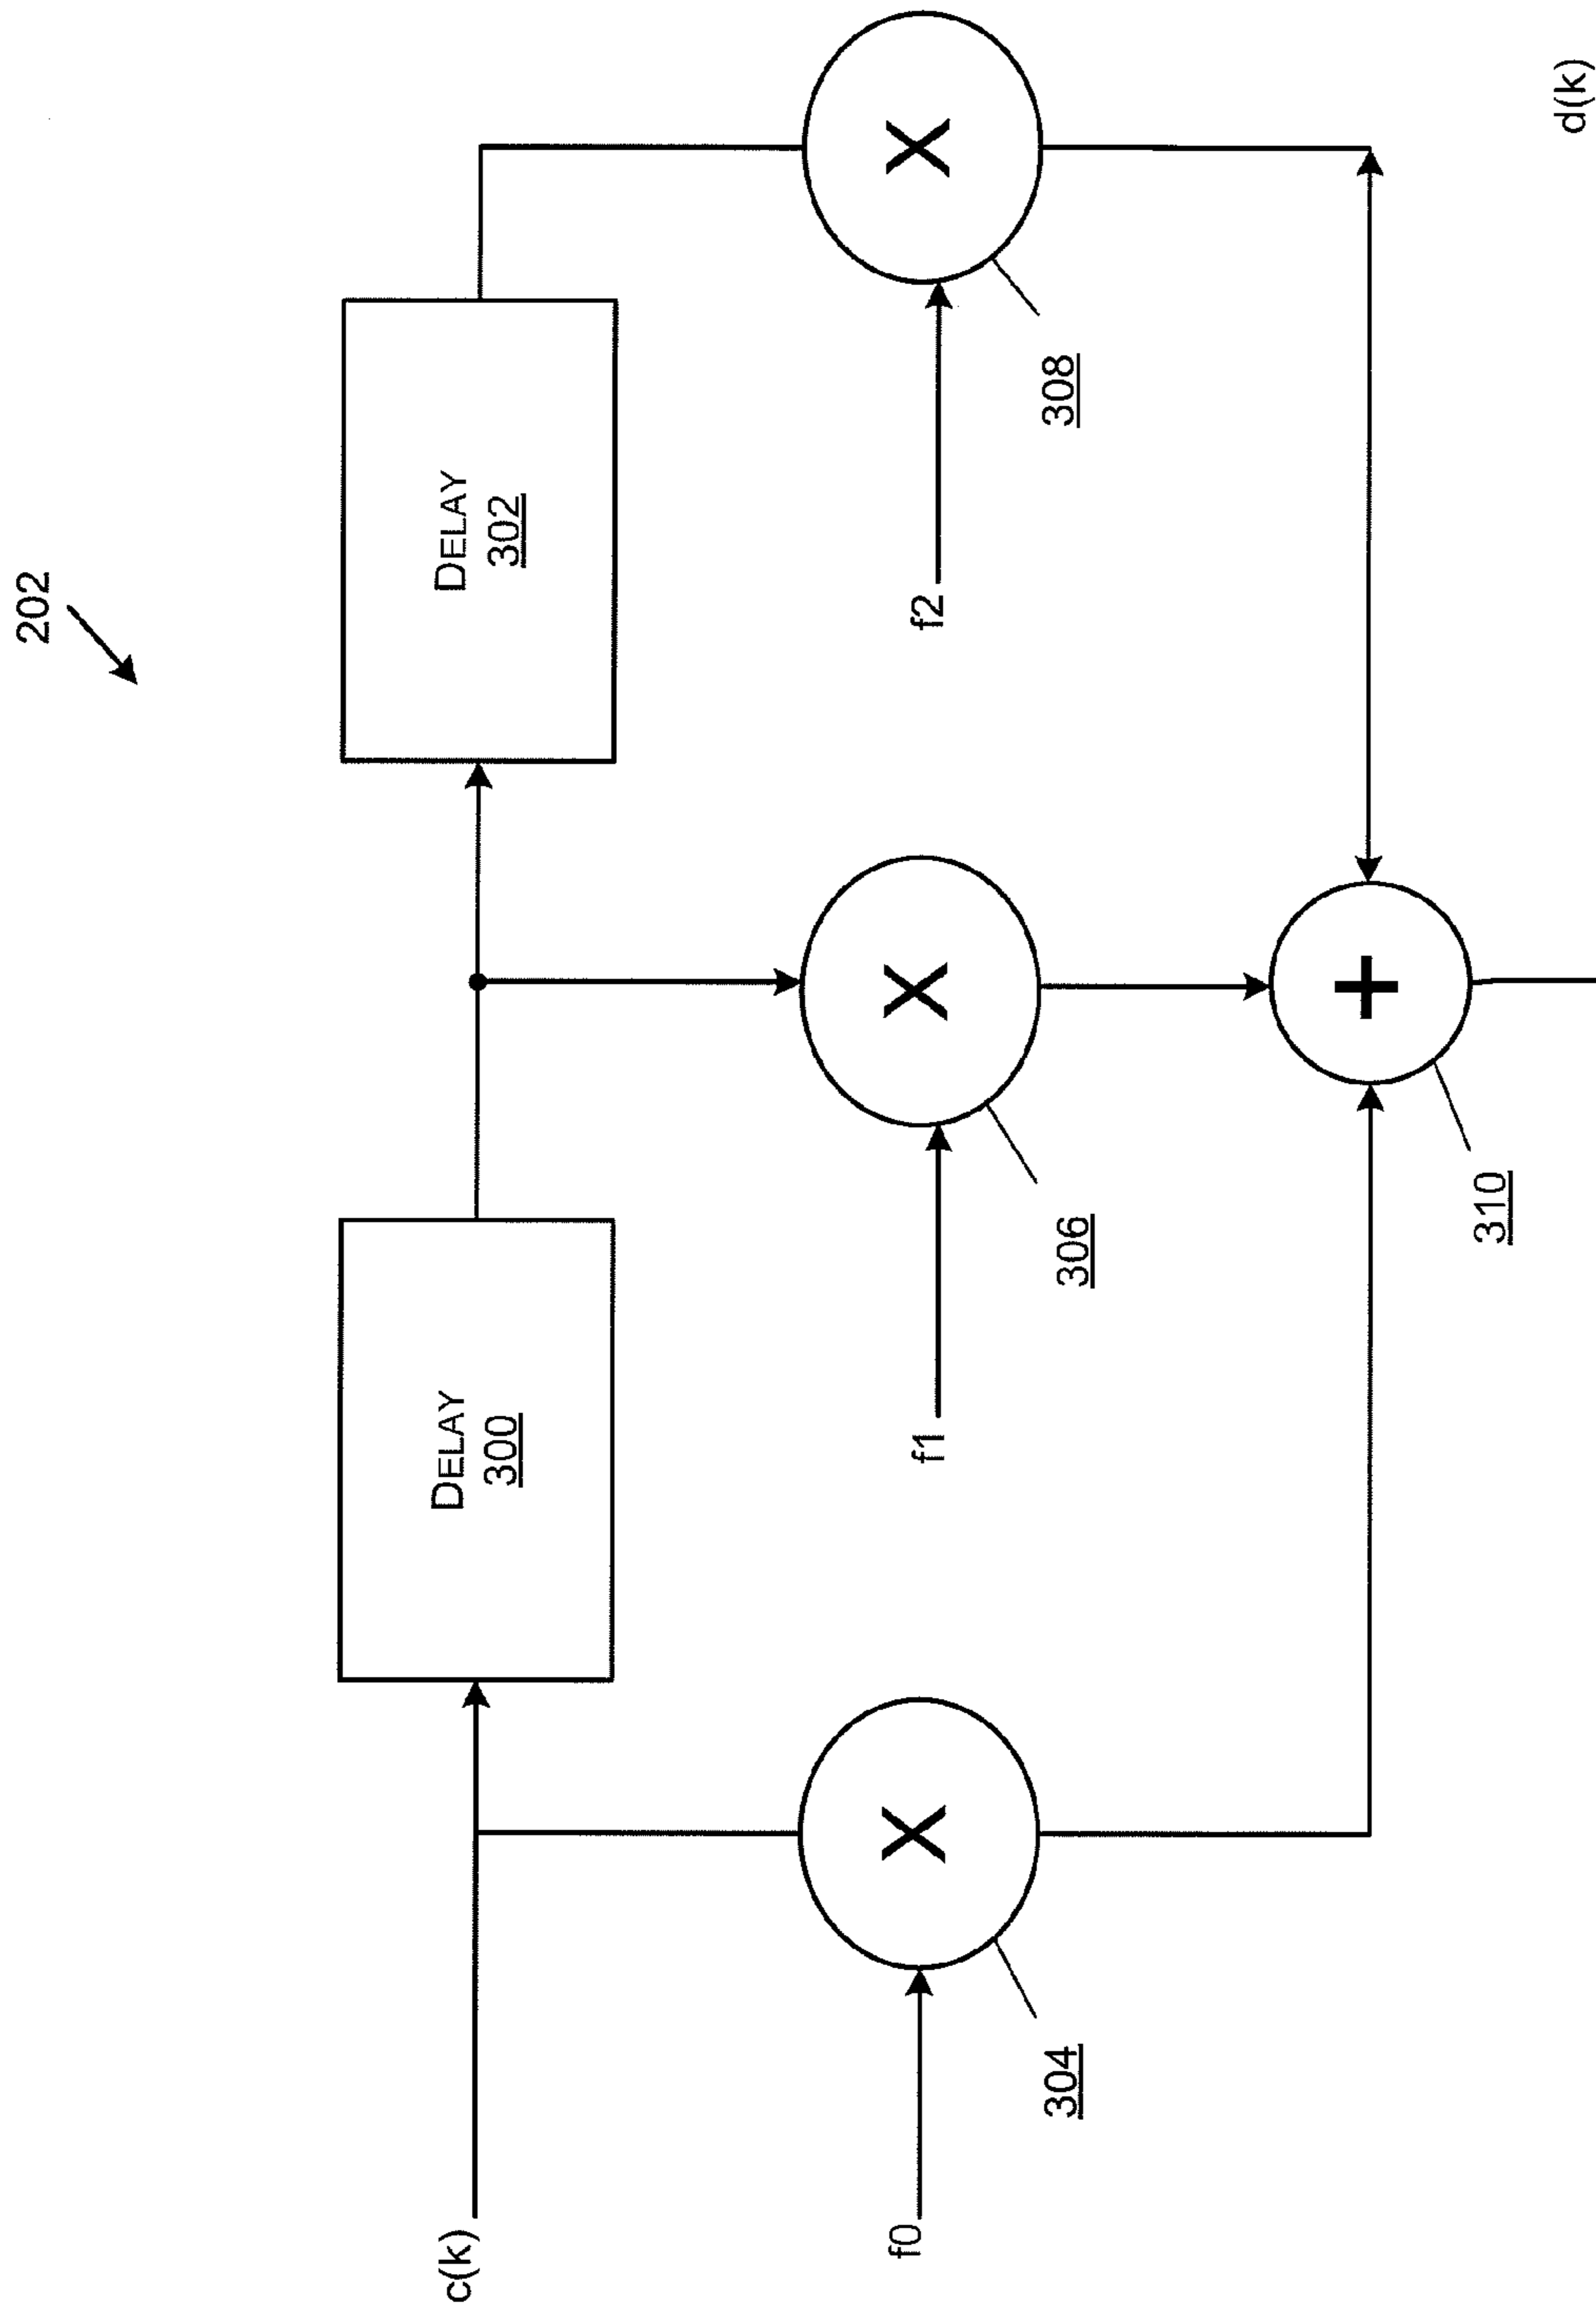 202
DELAY
300
DELAY
302
c(k)
f0
304
f1
306
f2
308
310
d(k)
X
X
X
+